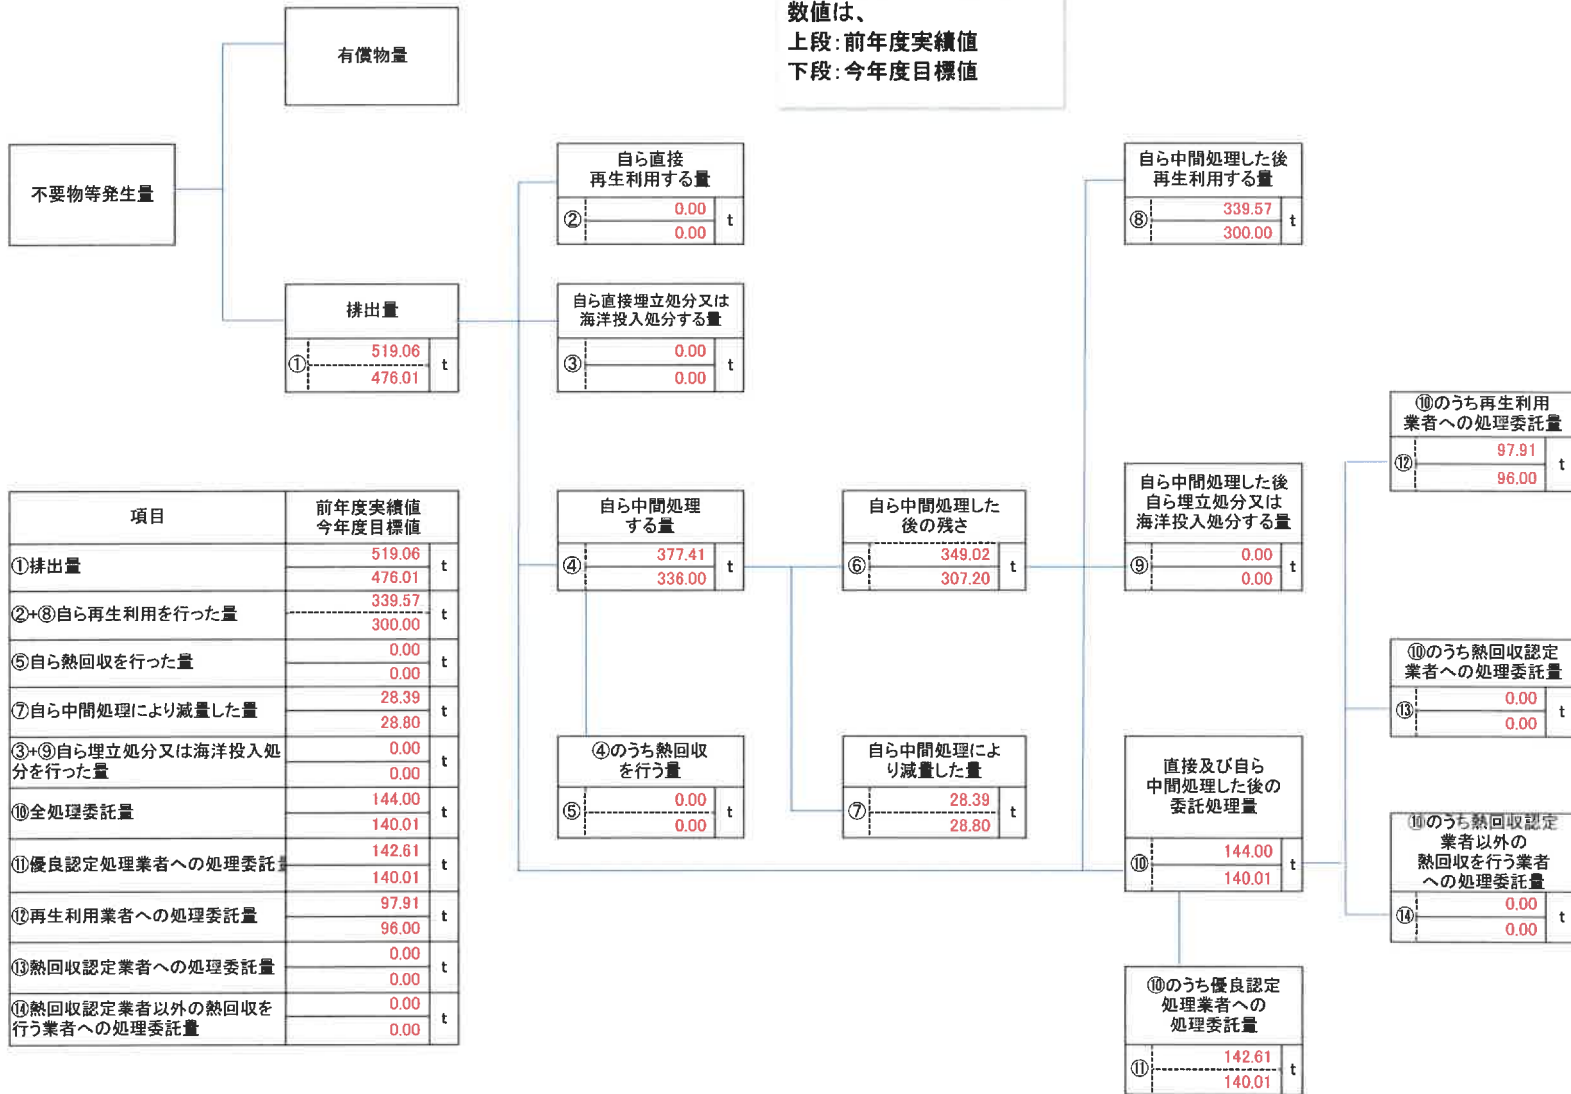 数値は、
上段：前年度実績値
下段：今年度目標値
有償物量
不要物等発生量
排出量
① 519.06 t
476.01
自ら直接
再生利用する量
② 0.00 t
0.00
自ら直接埋立処分又は
海洋投入処分する量
③ 0.00 t
0.00
自ら中間処理した後
再生利用する量
⑧ 339.57 t
300.00
自ら中間処理
する量
④ 377.41 t
336.00
自ら中間処理した
後の残さ
⑥ 349.02 t
307.20
自ら中間処理した後
自ら埋立処分又は
海洋投入処分する量
⑨ 0.00 t
0.00
④のうち熱回収
を行う量
⑤ 0.00 t
0.00
自ら中間処理によ
り減量した量
⑦ 28.39 t
28.80
直接及び自ら
中間処理した後の
委託処理量
⑩ 144.00 t
140.01
⑩のうち優良認定
処理業者への
処理委託量
⑪ 142.61 t
140.01
⑩のうち再生利用
業者への処理委託量
⑫ 97.91 t
96.00
⑩のうち熱回収認定
業者への処理委託量
⑬ 0.00 t
0.00
⑩のうち熱回収認定
業者以外の
熱回収を行う業者
への処理委託量
⑭ 0.00 t
0.00
項目 前年度実績値
今年度目標値
①排出量 519.06 t
476.01
②+⑧自ら再生利用を行った量 339.57 t
300.00
⑤自ら熱回収を行った量 0.00 t
0.00
⑦自ら中間処理により減量した量 28.39 t
28.80
③+⑨自ら埋立処分又は海洋投入処 0.00 t
分を行った量 0.00
⑩全処理委託量 144.00 t
140.01
⑪優良認定処理業者への処理委託量 142.61 t
140.01
⑫再生利用業者への処理委託量 97.91 t
96.00
⑬熱回収認定業者への処理委託量 0.00 t
0.00
⑭熱回収認定業者以外の熱回収を 0.00 t
行う業者への処理委託量 0.00